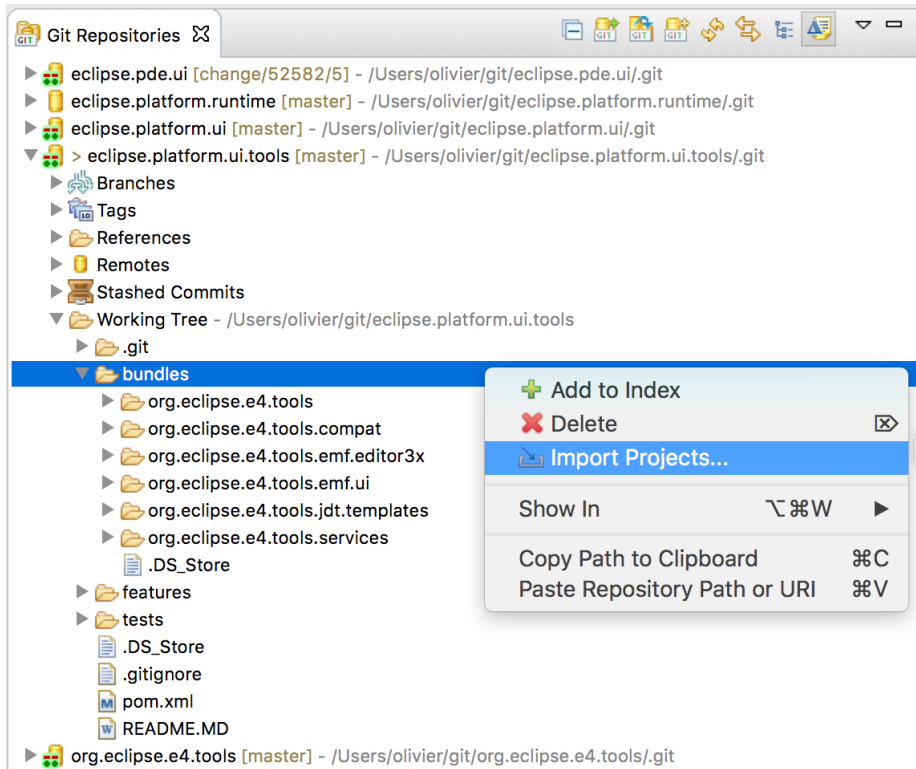 Git Repositories
eclipse.pde.ui [change/52582/5] - /Users/olivier/git/eclipse.pde.ui/.git
eclipse.platform.runtime [master] - /Users/olivier/git/eclipse.platform.runtime/.git
eclipse.platform.ui [master] - /Users/olivier/git/eclipse.platform.ui/.git
> eclipse.platform.ui.tools [master] - /Users/olivier/git/eclipse.platform.ui.tools/.git
Branches
Tags
References
Remotes
Stashed Commits
Working Tree - /Users/olivier/git/eclipse.platform.ui.tools
.git
bundles
org.eclipse.e4.tools
org.eclipse.e4.tools.compat
org.eclipse.e4.tools.emf.editor3x
org.eclipse.e4.tools.emf.ui
org.eclipse.e4.tools.jdt.templates
org.eclipse.e4.tools.services
.DS_Store
features
tests
.DS_Store
.gitignore
pom.xml
README.MD
org.eclipse.e4.tools [master] - /Users/olivier/git/org.eclipse.e4.tools/.git
Add to Index
Delete ⌦
Import Projects...
Show In ⌥⌘W ▶
Copy Path to Clipboard ⌘C
Paste Repository Path or URI ⌘V